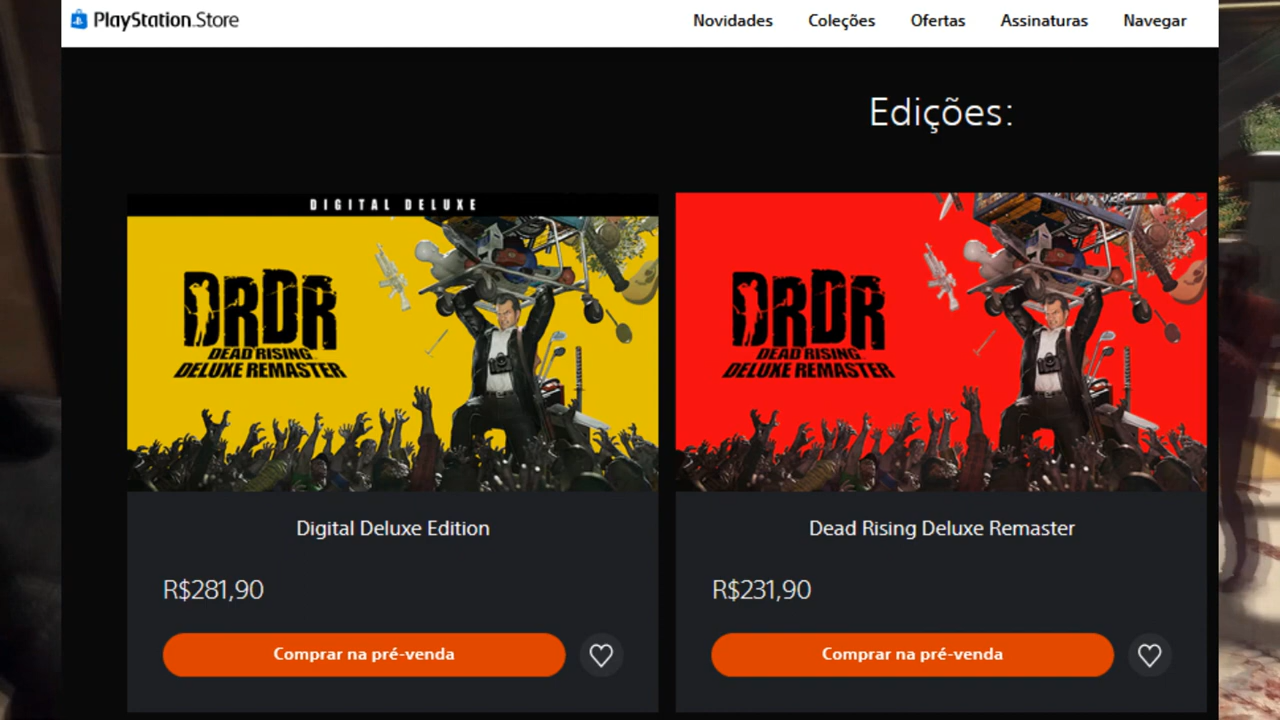 PlayStation.Store
Novidades Coleções Ofertas Assinaturas Navegar
Edições:
DIGITAL DELUXE
DRDR
DEAD RISING
DELUXE REMASTER
Digital Deluxe Edition
R$281,90
Comprar na pré-venda
DRDR
DEAD RISING
DELUXE REMASTER
Dead Rising Deluxe Remaster
R$231,90
Comprar na pré-venda